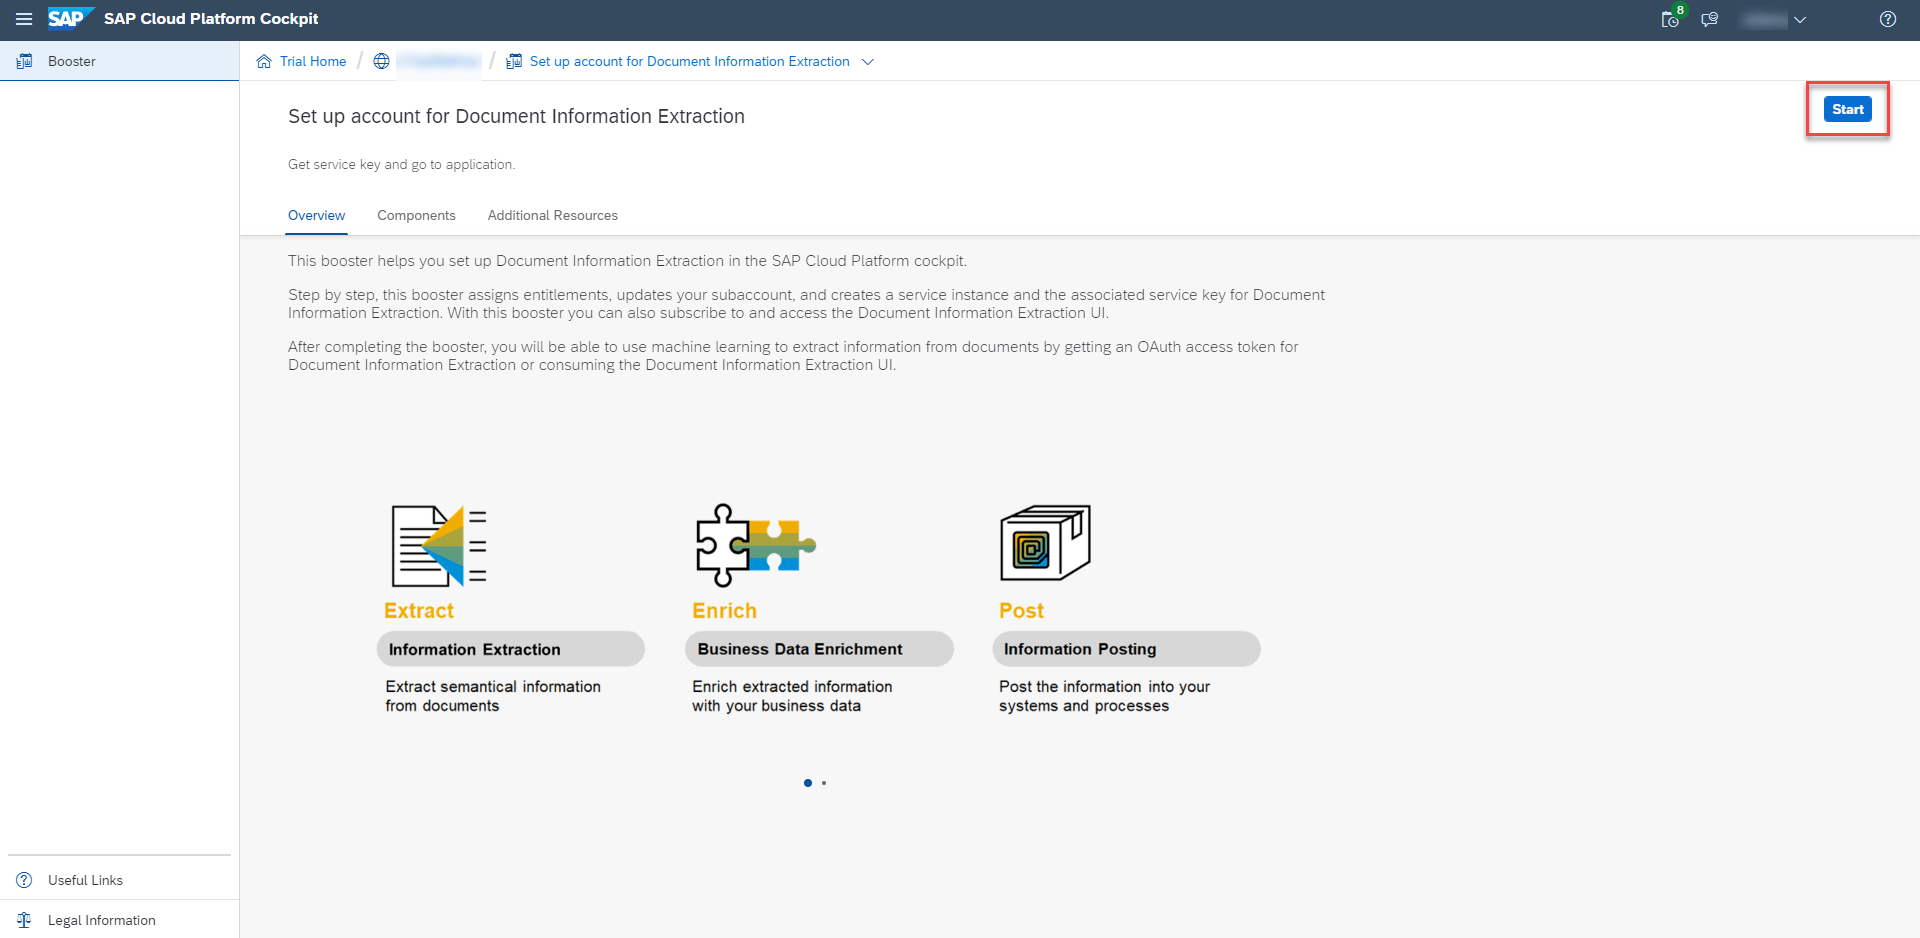 SAP SAP Cloud Platform Cockpit
8
Booster
Trial Home / / Set up account for Document Information Extraction
Set up account for Document Information Extraction
Start
Get service key and go to application.
Overview Components Additional Resources
This booster helps you set up Document Information Extraction in the SAP Cloud Platform cockpit.
Step by step, this booster assigns entitlements, updates your subaccount, and creates a service instance and the associated service key for Document
Information Extraction. With this booster you can also subscribe to and access the Document Information Extraction UI.
After completing the booster, you will be able to use machine learning to extract information from documents by getting an OAuth access token for
Document Information Extraction or consuming the Document Information Extraction UI.
Extract
Information Extraction
Extract semantical information
from documents
Enrich
Business Data Enrichment
Enrich extracted information
with your business data
Post
Information Posting
Post the information into your
systems and processes
Useful Links
Legal Information